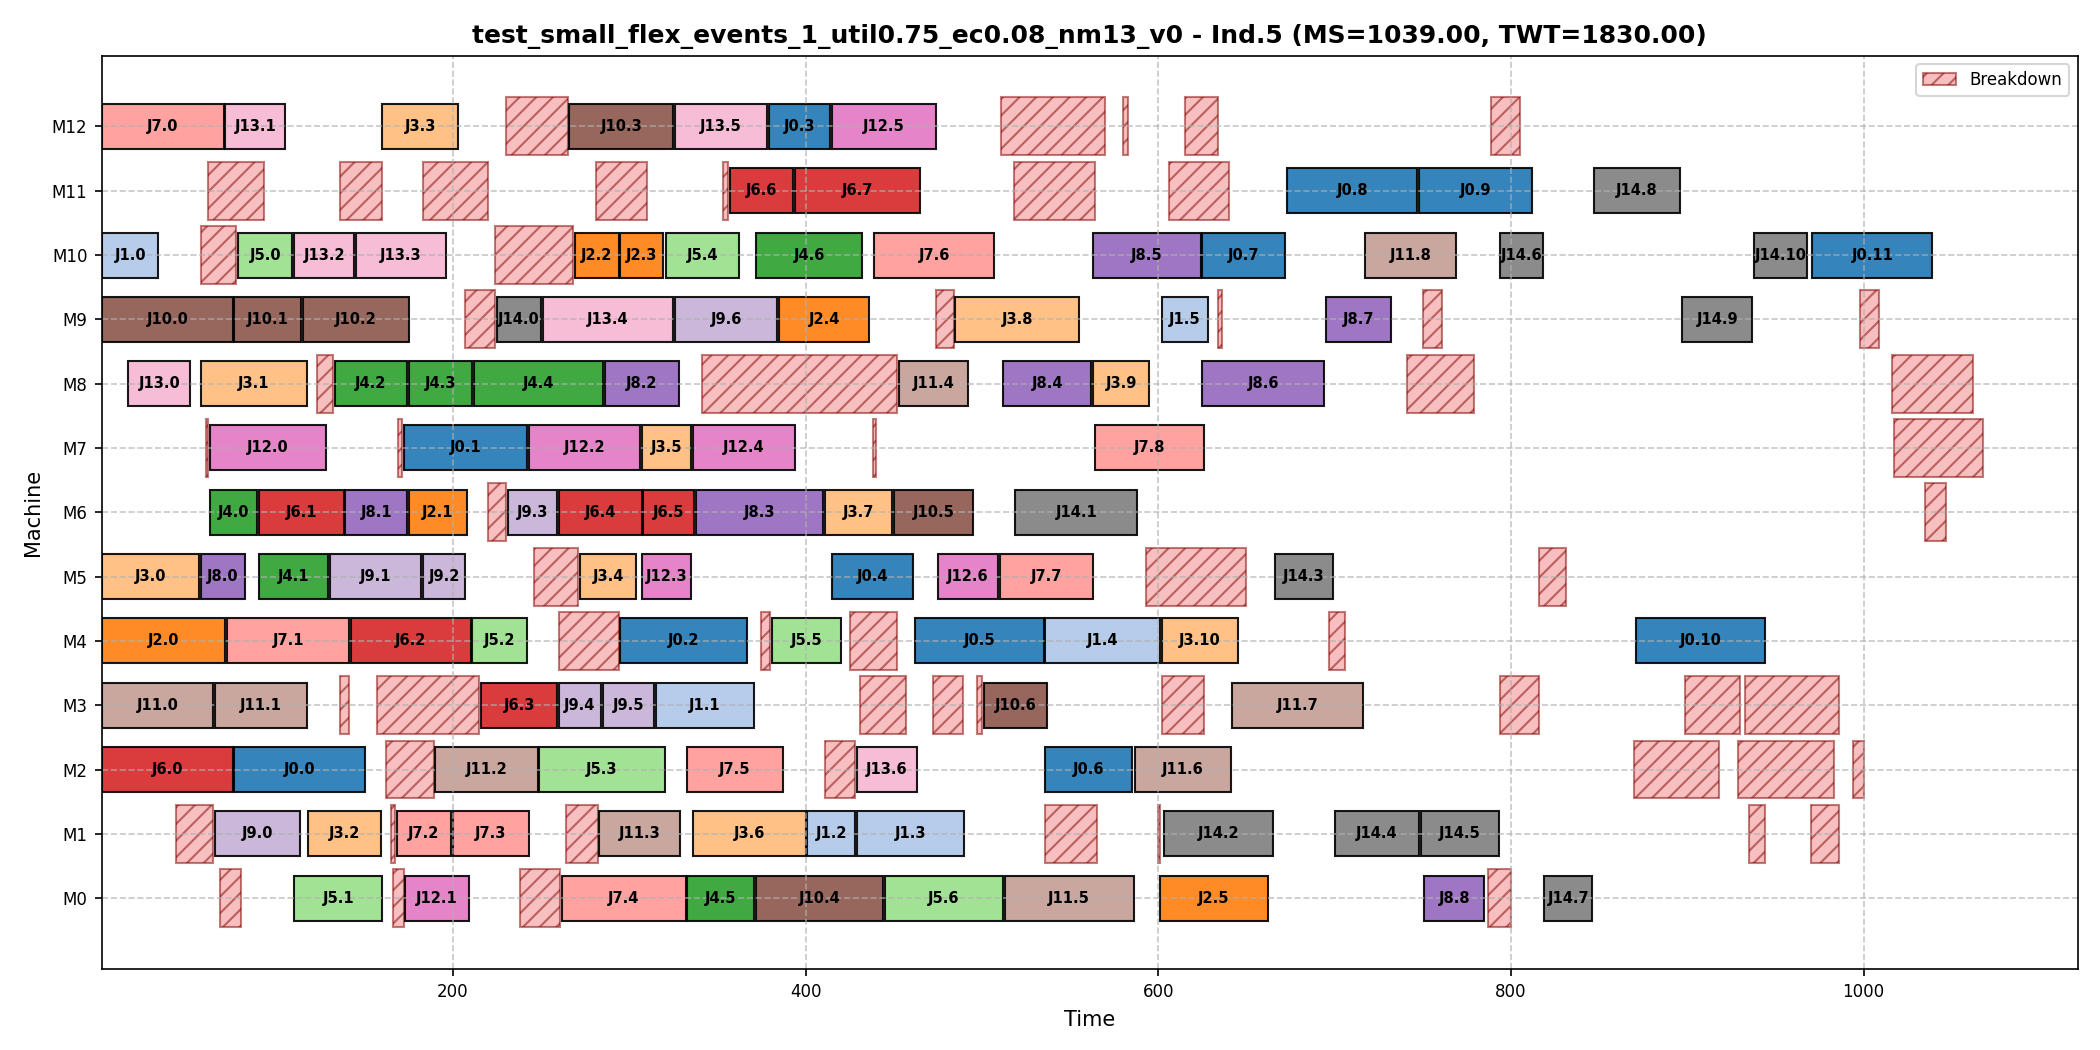 test_small_flex_events_1_util0.75_ec0.08_nm13_v0 - Ind.5 (MS=1039.00, TWT=1830.00)
Breakdown
M12 J7.0 J13.1 J3.3 J10.3 J13.5 J0.3 J12.5
M11 J6.6 J6.7 J0.8 J0.9 J14.8
M10 J1.0 J5.0 J13.2 J13.3 J2.2 J2.3 J5.4 J4.6 J7.6 J8.5 J0.7 J11.8 J14.6 J14.10 J0.11
M9 J10.0 J10.1 J10.2 J14.0 J13.4 J9.6 J2.4 J3.8 J1.5 J8.7 J14.9
M8 J13.0 J3.1 J4.2 J4.3 J4.4 J8.2 J11.4 J8.4 J3.9 J8.6
M7 J12.0 J0.1 J12.2 J3.5 J12.4 J7.8
M6 J4.0 J6.1 J8.1 J2.1 J9.3 J6.4 J6.5 J8.3 J3.7 J10.5 J14.1
M5 J3.0 J8.0 J4.1 J9.1 J9.2 J3.4 J12.3 J0.4 J12.6 J7.7 J14.3
M4 J2.0 J7.1 J6.2 J5.2 J0.2 J5.5 J0.5 J1.4 J3.10 J0.10
M3 J11.0 J11.1 J6.3 J9.4 J9.5 J1.1 J10.6 J11.7
M2 J6.0 J0.0 J11.2 J5.3 J7.5 J13.6 J0.6 J11.6
M1 J9.0 J3.2 J7.2 J7.3 J11.3 J3.6 J1.2 J1.3 J14.2 J14.4 J14.5
M0 J5.1 J12.1 J7.4 J4.5 J10.4 J5.6 J11.5 J2.5 J8.8 J14.7
Machine
200 400 600 800 1000
Time